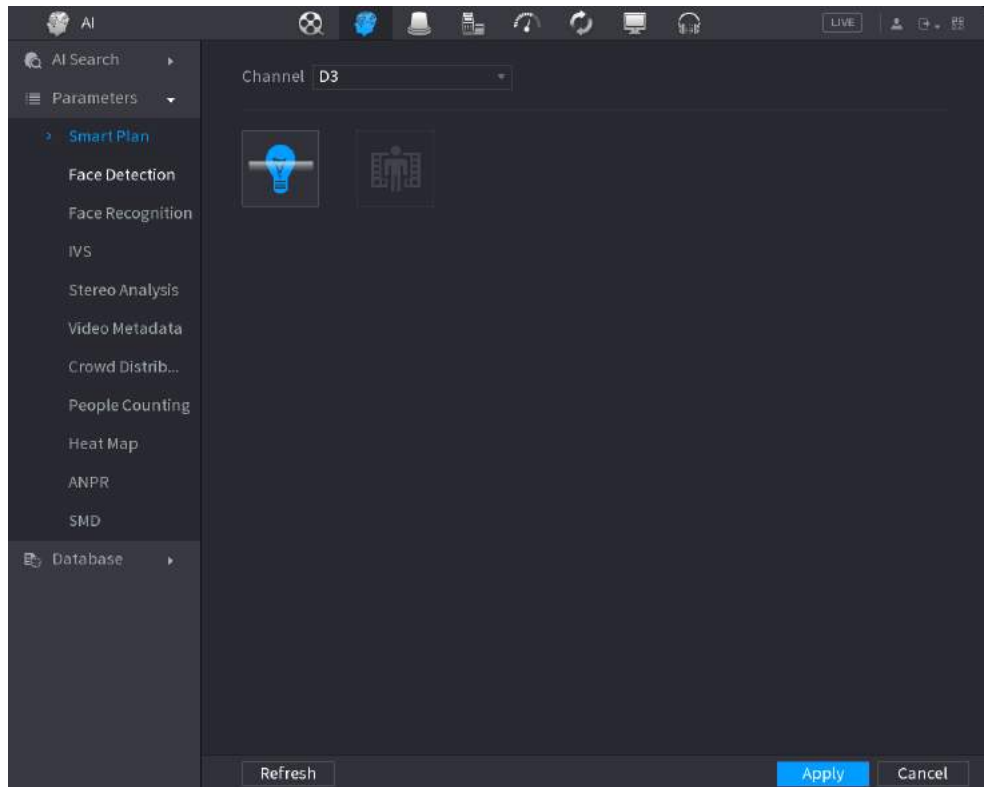 AI
LIVE
AI Search
Parameters
Smart Plan
Face Detection
Face Recognition
IVS
Stereo Analysis
Video Metadata
Crowd Distrib...
People Counting
Heat Map
ANPR
SMD
Database
Channel D3
Refresh
Apply
Cancel